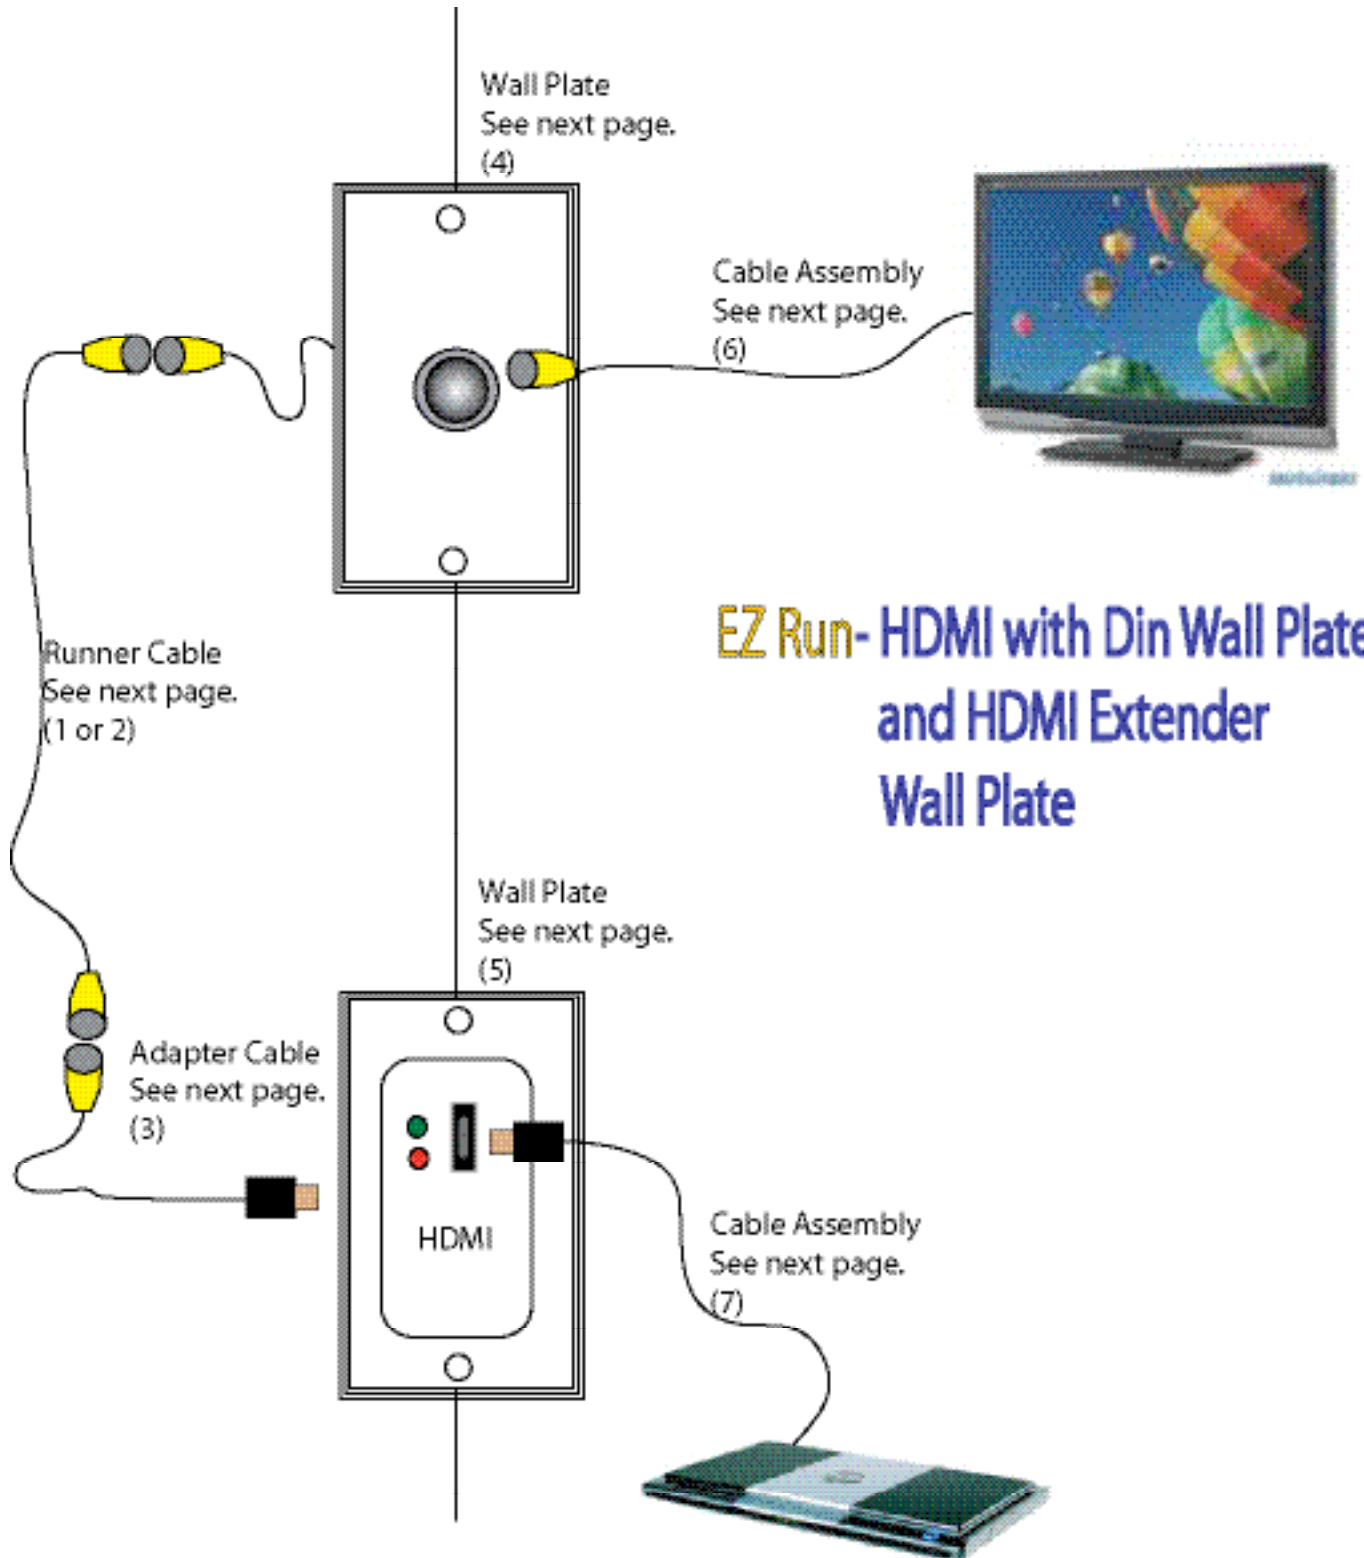 Wall Plate
See next page.
(4)
Cable Assembly
See next page.
(6)
EZ Run- HDMI with Din Wall Plate
and HDMI Extender
Wall Plate
Runner Cable
See next page.
(1 or 2)
Wall Plate
See next page.
(5)
Adapter Cable
See next page.
(3)
HDMI
Cable Assembly
See next page.
(7)